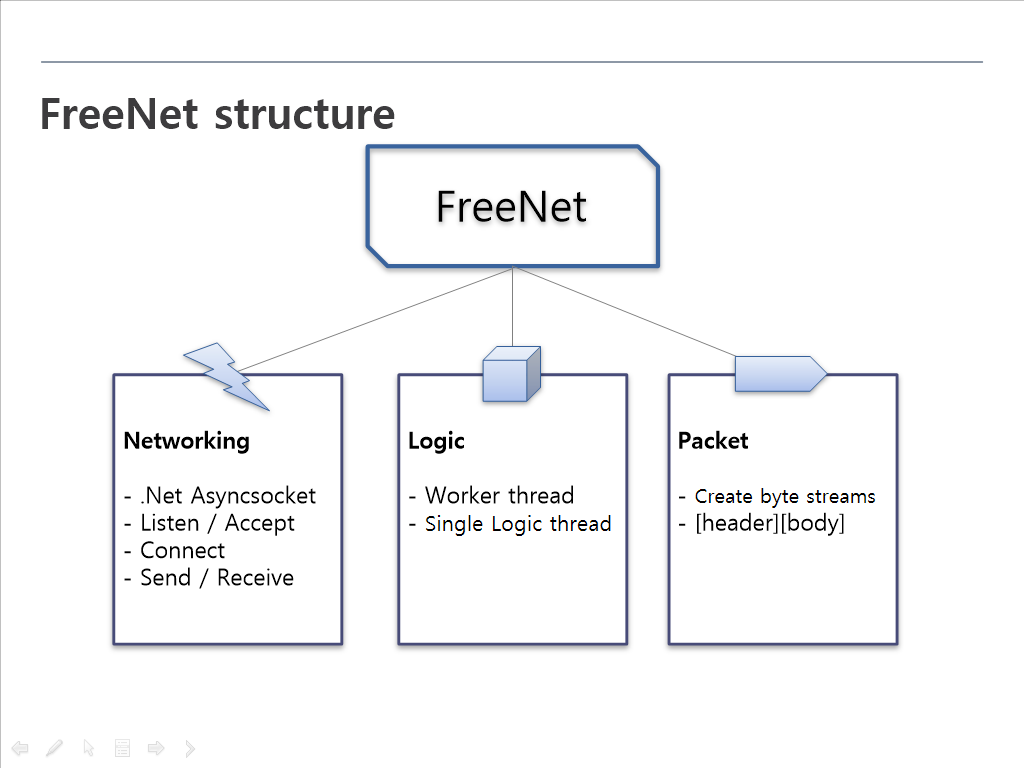 FreeNet structure
FreeNet
Networking
- .Net Asyncsocket
- Listen / Accept
- Connect
- Send / Receive
Logic
- Worker thread
- Single Logic thread
Packet
- Create byte streams
- [header][body]